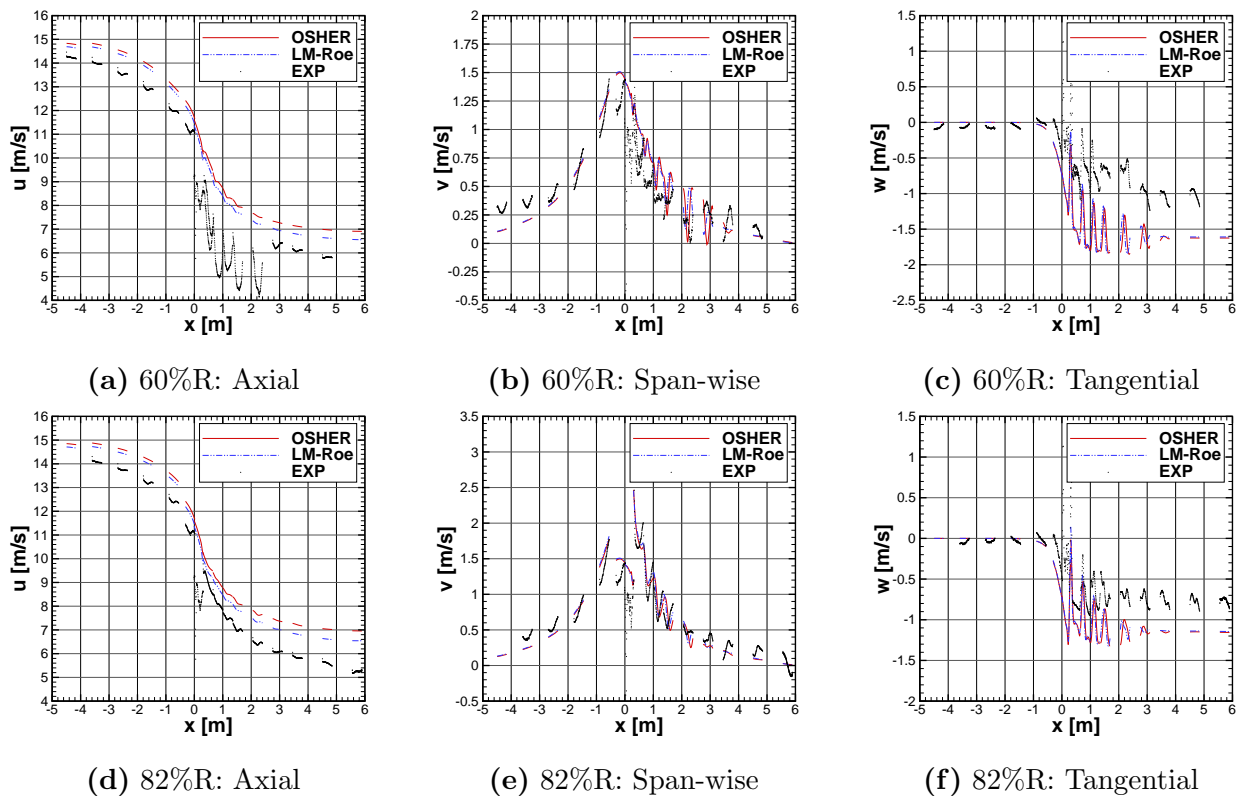 16
15
14
13
12
11
10
9
8
7
6
5
4
u [m/s]
-5 -4 -3 -2 -1 0 1 2 3 4 5 6
x [m]
OSHER
LM-Roe
EXP
(a) 60%R: Axial
2
1.75
1.5
1.25
1
0.75
0.5
0.25
0
-0.25
-0.5
v [m/s]
-5 -4 -3 -2 -1 0 1 2 3 4 5 6
x [m]
OSHER
LM-Roe
EXP
(b) 60%R: Span-wise
1.5
1
0.5
0
-0.5
-1
-1.5
-2
-2.5
w [m/s]
-5 -4 -3 -2 -1 0 1 2 3 4 5 6
x [m]
OSHER
LM-Roe
EXP
(c) 60%R: Tangential
16
15
14
13
12
11
10
9
8
7
6
5
4
u [m/s]
-5 -4 -3 -2 -1 0 1 2 3 4 5 6
x [m]
OSHER
LM-Roe
EXP
(d) 82%R: Axial
3.5
3
2.5
2
1.5
1
0.5
0
-0.5
v [m/s]
-5 -4 -3 -2 -1 0 1 2 3 4 5 6
x [m]
OSHER
LM-Roe
EXP
(e) 82%R: Span-wise
1.5
1
0.5
0
-0.5
-1
-1.5
-2
w [m/s]
-5 -4 -3 -2 -1 0 1 2 3 4 5 6
x [m]
OSHER
LM-Roe
EXP
(f) 82%R: Tangential